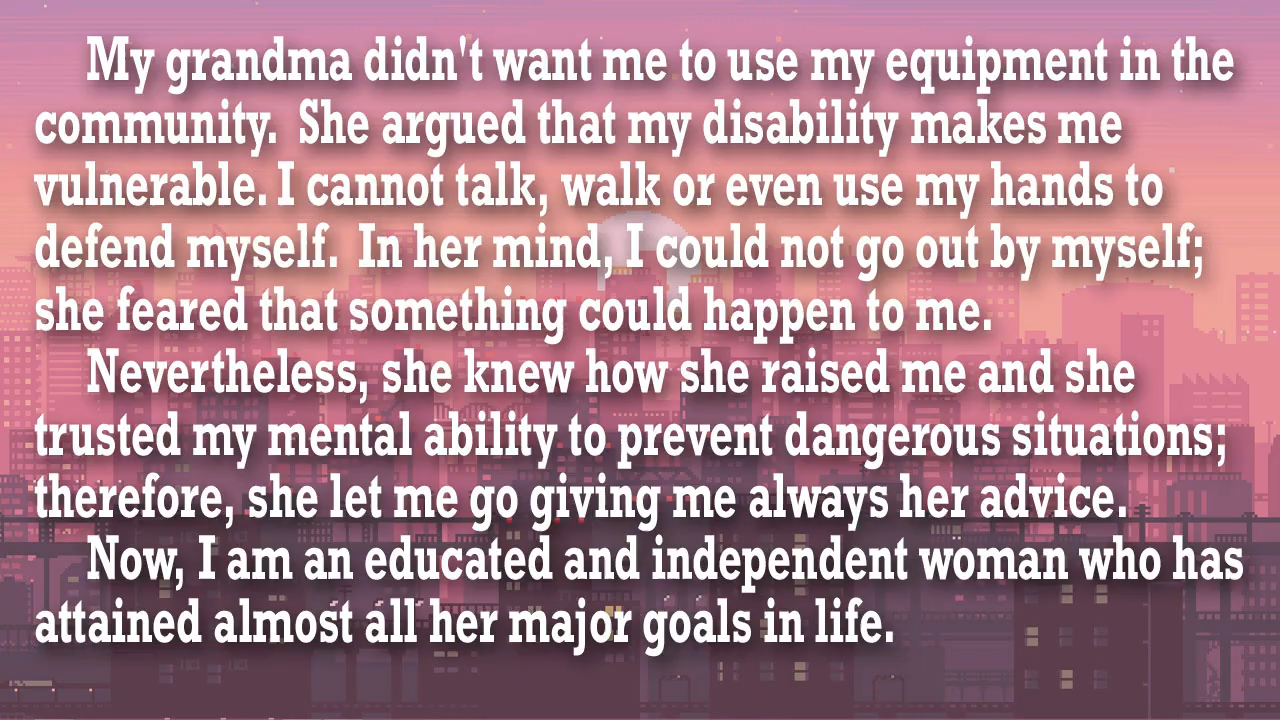 My grandma didn't want me to use my equipment in the
community.  She argued that my disability makes me
vulnerable. I cannot talk, walk or even use my hands to
defend myself.  In her mind, I could not go out by myself;
she feared that something could happen to me.
Nevertheless, she knew how she raised me and she
trusted my mental ability to prevent dangerous situations;
therefore, she let me go giving me always her advice.
Now, I am an educated and independent woman who has
attained almost all her major goals in life.